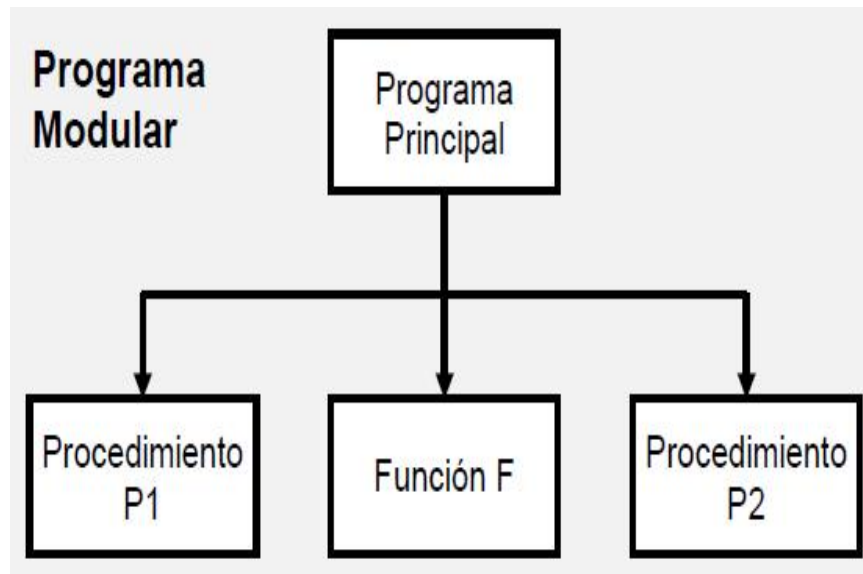 Programa
Modular
Programa
Principal
Procedimiento
P1
Función F
Procedimiento
P2